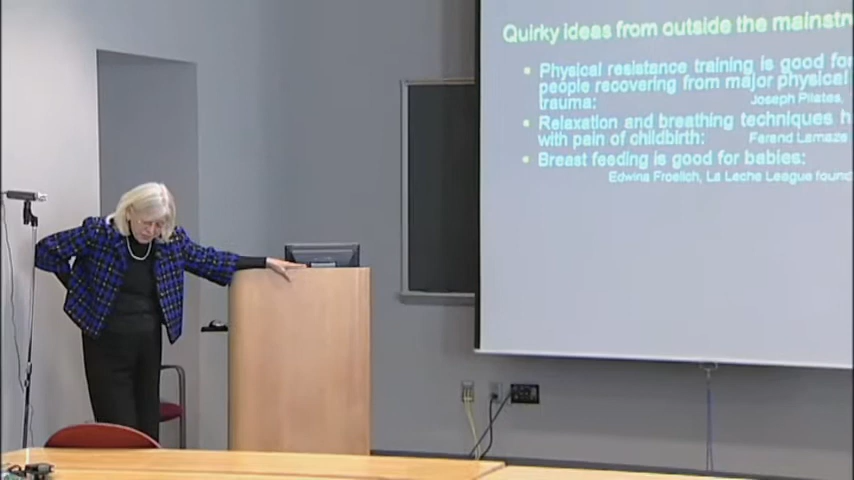 Quirky ideas from outside the mainstr
Physical resistance training is good for
people recovering from major physical
trauma;
Joseph Pilates,
Relaxation and breathing techniques h
with pain of childbirth:
Ferend Lamaze
Breast feeding is good for babies;
Edwina Froelich, La Leche League found